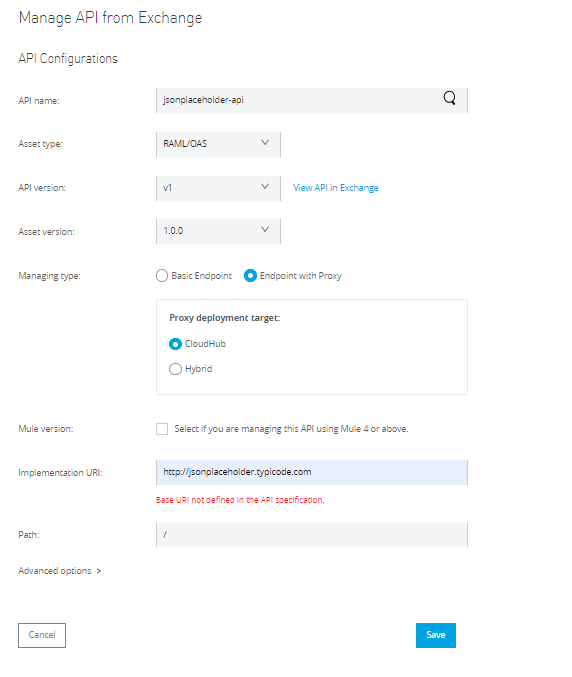 Manage API from Exchange
API Configurations
API name: jsonplaceholder-api
Asset type: RAML/OAS
API version: v1 View API in Exchange
Asset version: 1.0.0
Managing type: Basic Endpoint Endpoint with Proxy
Proxy deployment target:
CloudHub
Hybrid
Mule version: Select if you are managing this API using Mule 4 or above.
Implementation URI: http://jsonplaceholder.typicode.com
Base URI not defined in the API specification.
Path: /
Advanced options >
Cancel Save